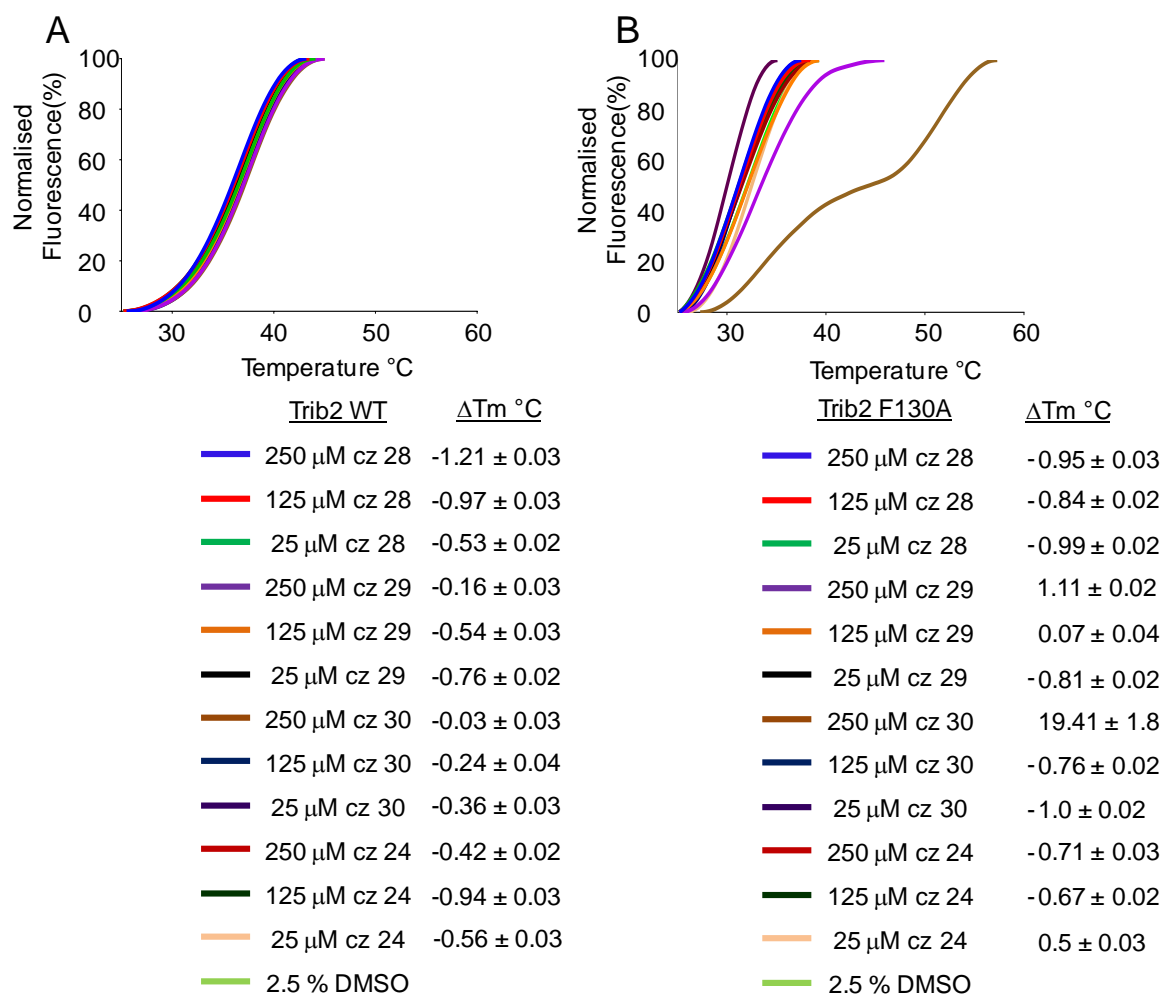 A
Normalised
Fluorescence(%)
100
80
60
40
20
0
30 40 50 60
Temperature °C
Trib2 WT ΔTm °C
250 μM cz 28 -1.21 ± 0.03
125 μM cz 28 -0.97 ± 0.03
25 μM cz 28 -0.53 ± 0.02
250 μM cz 29 -0.16 ± 0.03
125 μM cz 29 -0.54 ± 0.03
25 μM cz 29 -0.76 ± 0.02
250 μM cz 30 -0.03 ± 0.03
125 μM cz 30 -0.24 ± 0.04
25 μM cz 30 -0.36 ± 0.03
250 μM cz 24 -0.42 ± 0.02
125 μM cz 24 -0.94 ± 0.03
25 μM cz 24 -0.56 ± 0.03
2.5 % DMSO
B
Normalised
Fluorescence(%)
100
80
60
40
20
0
30 40 50 60
Temperature °C
Trib2 F130A ΔTm °C
250 μM cz 28 -0.95 ± 0.03
125 μM cz 28 -0.84 ± 0.02
25 μM cz 28 -0.99 ± 0.02
250 μM cz 29 1.11 ± 0.02
125 μM cz 29 0.07 ± 0.04
25 μM cz 29 -0.81 ± 0.02
250 μM cz 30 19.41 ± 1.8
125 μM cz 30 -0.76 ± 0.02
25 μM cz 30 -1.0 ± 0.02
250 μM cz 24 -0.71 ± 0.03
125 μM cz 24 -0.67 ± 0.02
25 μM cz 24 0.5 ± 0.03
2.5 % DMSO